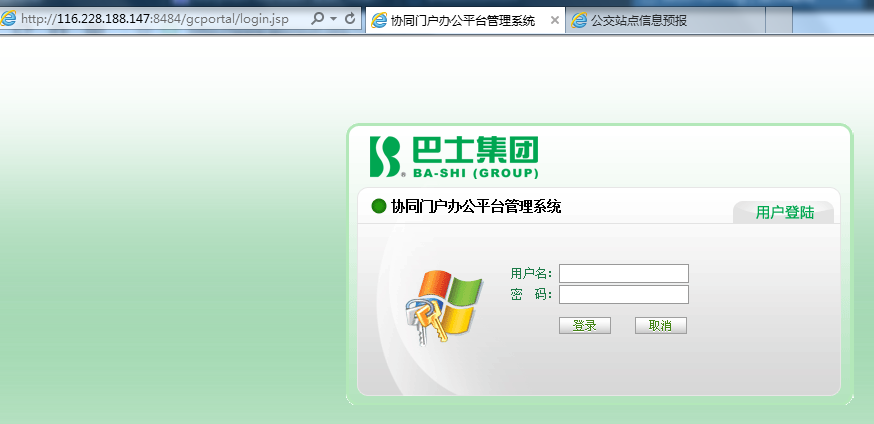 http://116.228.188.147:8484/gcportal/login.jsp
协同门户办公平台管理系统
公交站点信息预报
巴士集团
® BA-SHI (GROUP)
协同门户办公平台管理系统
用户登陆
用户名：
密 码：
登录 取消